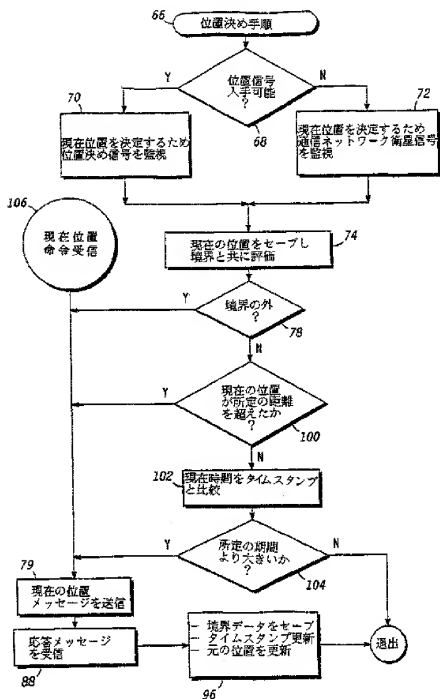 66
位置決め手順
位置信号
入手可能
?
68
Y
N
70
現在位置を決定するため
位置決め信号を監視
72
現在位置を決定するため
通信ネットワーク衛星信号
を監視
106
現在位置
命令受信
現在の位置をセーブし
境界と共に評価
74
境界の外
?
78
Y
N
現在の位置
が所定の距離
を超えたか
?
100
Y
N
102
現在時間をタイムスタンプ
と比較
所定の期間
より大きいか
?
104
Y
N
79
現在の位置
メッセージを送信
応答メッセージ
を受信
88
― 境界データをセーブ
― タイムスタンプ更新
― 元の位置を更新
96
退出